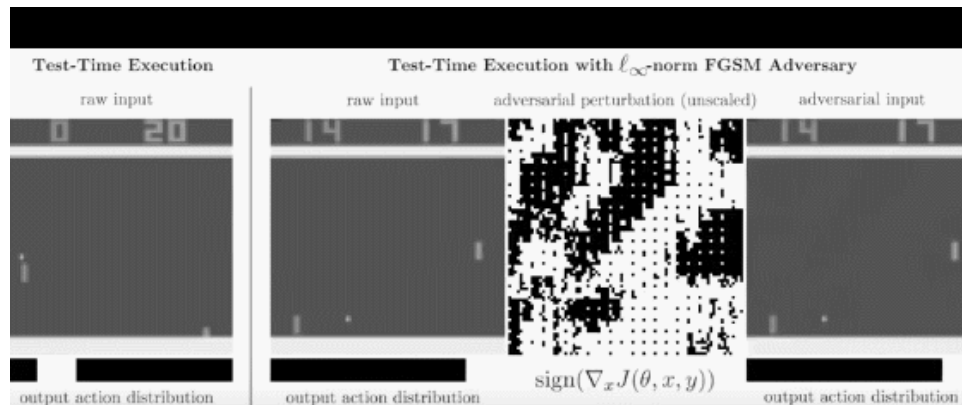 Test-Time Execution
Test-Time Execution with ℓ∞-norm FGSM Adversary
raw input
raw input
adversarial perturbation (unscaled)
adversarial input
0 20
14 17
14 17
sign(∇ₓJ(θ, x, y))
output action distribution
output action distribution
output action distribution